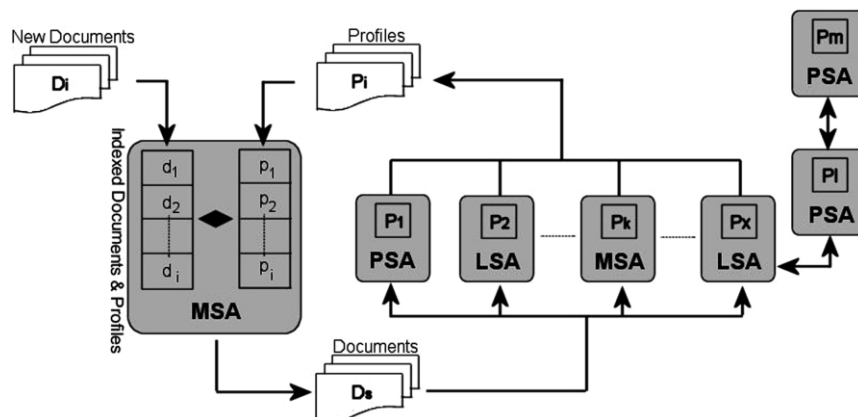 New Documents
Di
Profiles
Pi
Indexed Documents & Profiles
d1
d2
di
p1
p2
pi
MSA
P1
PSA
P2
LSA
Pk
MSA
Px
LSA
Pm
PSA
Pl
PSA
Documents
Ds